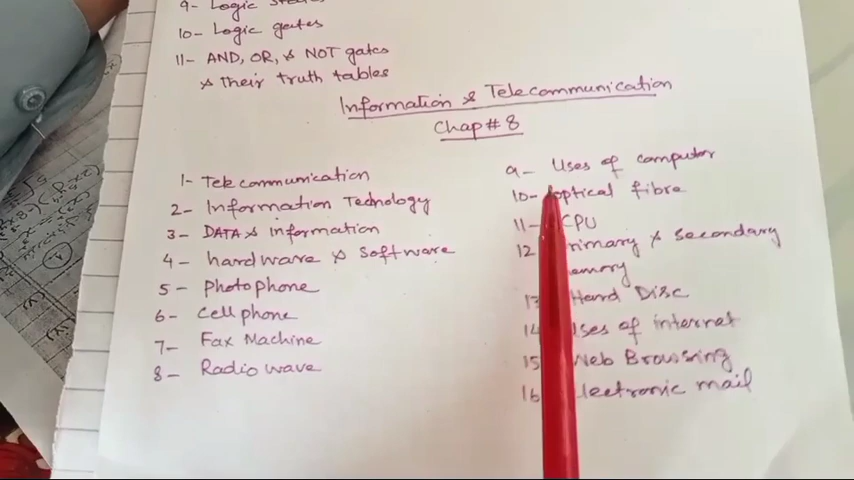 9- Logic
10- Logic gates
11- AND, OR, & NOT gates
& their truth tables
Information & Telecommunication
Chap#8
1- Telecommunication
2- Information Technology
3- DATA & information
4- hardware & Software
5- Photophone
6- Cell phone
7- Fax Machine
8- Radio wave
9- Uses of computor
10- optical fibre
11- CPU
12 rimary & secondary
emory
13 Hard Disc
14 ses of internet
15 Web Browsing
16 lectronic mail